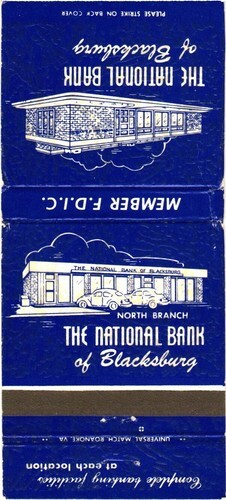 PLEASE STRIKE ON BACK COVER
THE NATIONAL BANK
of Blacksburg
MEMBER F.D.I.C.
THE NATIONAL BANK OF BLACKSBURG
NORTH BRANCH
THE NATIONAL BANK
of Blacksburg
UNIVERSAL MATCH ROANOKE, VA
Complete banking facilities
at each location